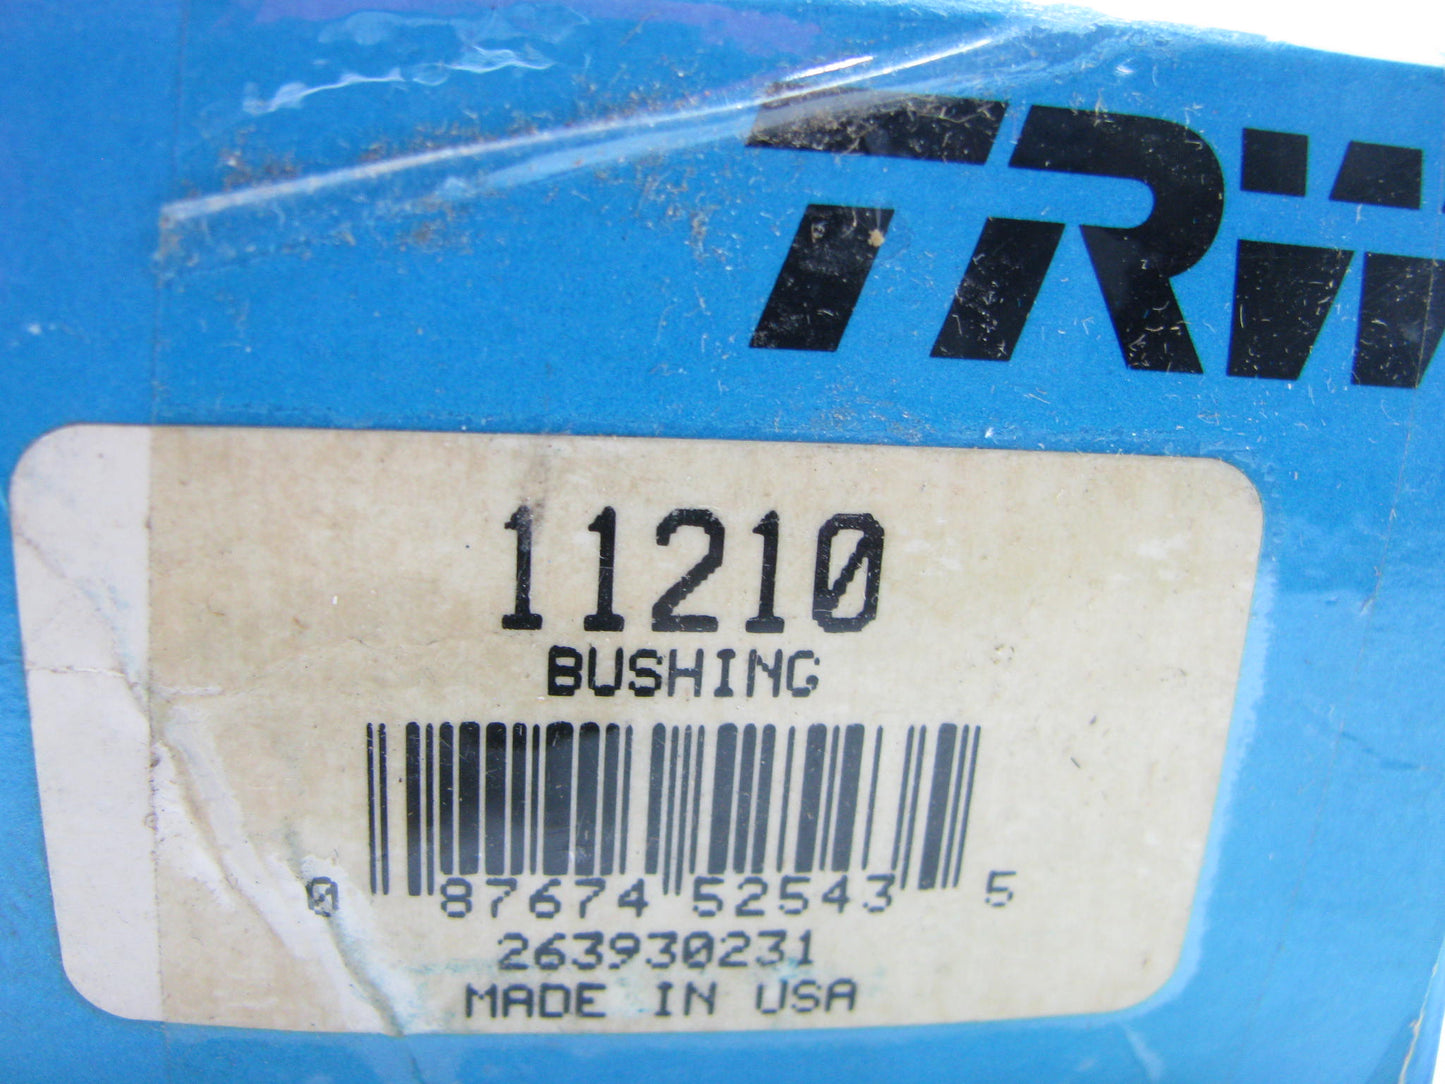 TRW
11210
BUSHING
0 87674 52543 5
263930231
MADE IN USA